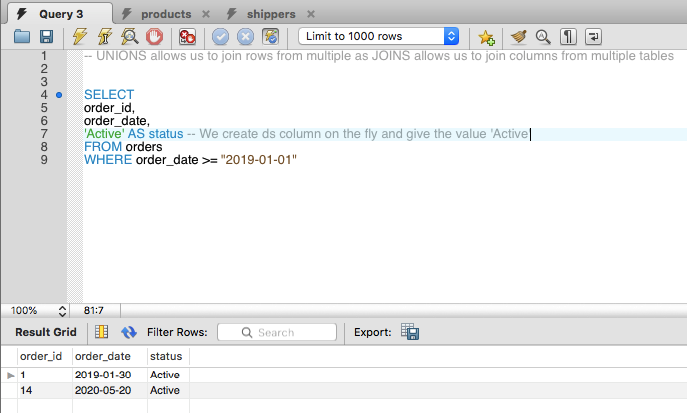 Query 3 products shippers
Limit to 1000 rows
1 -- UNIONS allows us to join rows from multiple as JOINS allows us to join columns from multiple tables
2
3
4 SELECT
5 order_id,
6 order_date,
7 'Active' AS status -- We create ds column on the fly and give the value 'Active
8 FROM orders
9 WHERE order_date >= "2019-01-01"
100% 81:7
Result Grid Filter Rows: Search Export:
order_id order_date status
1 2019-01-30 Active
14 2020-05-20 Active